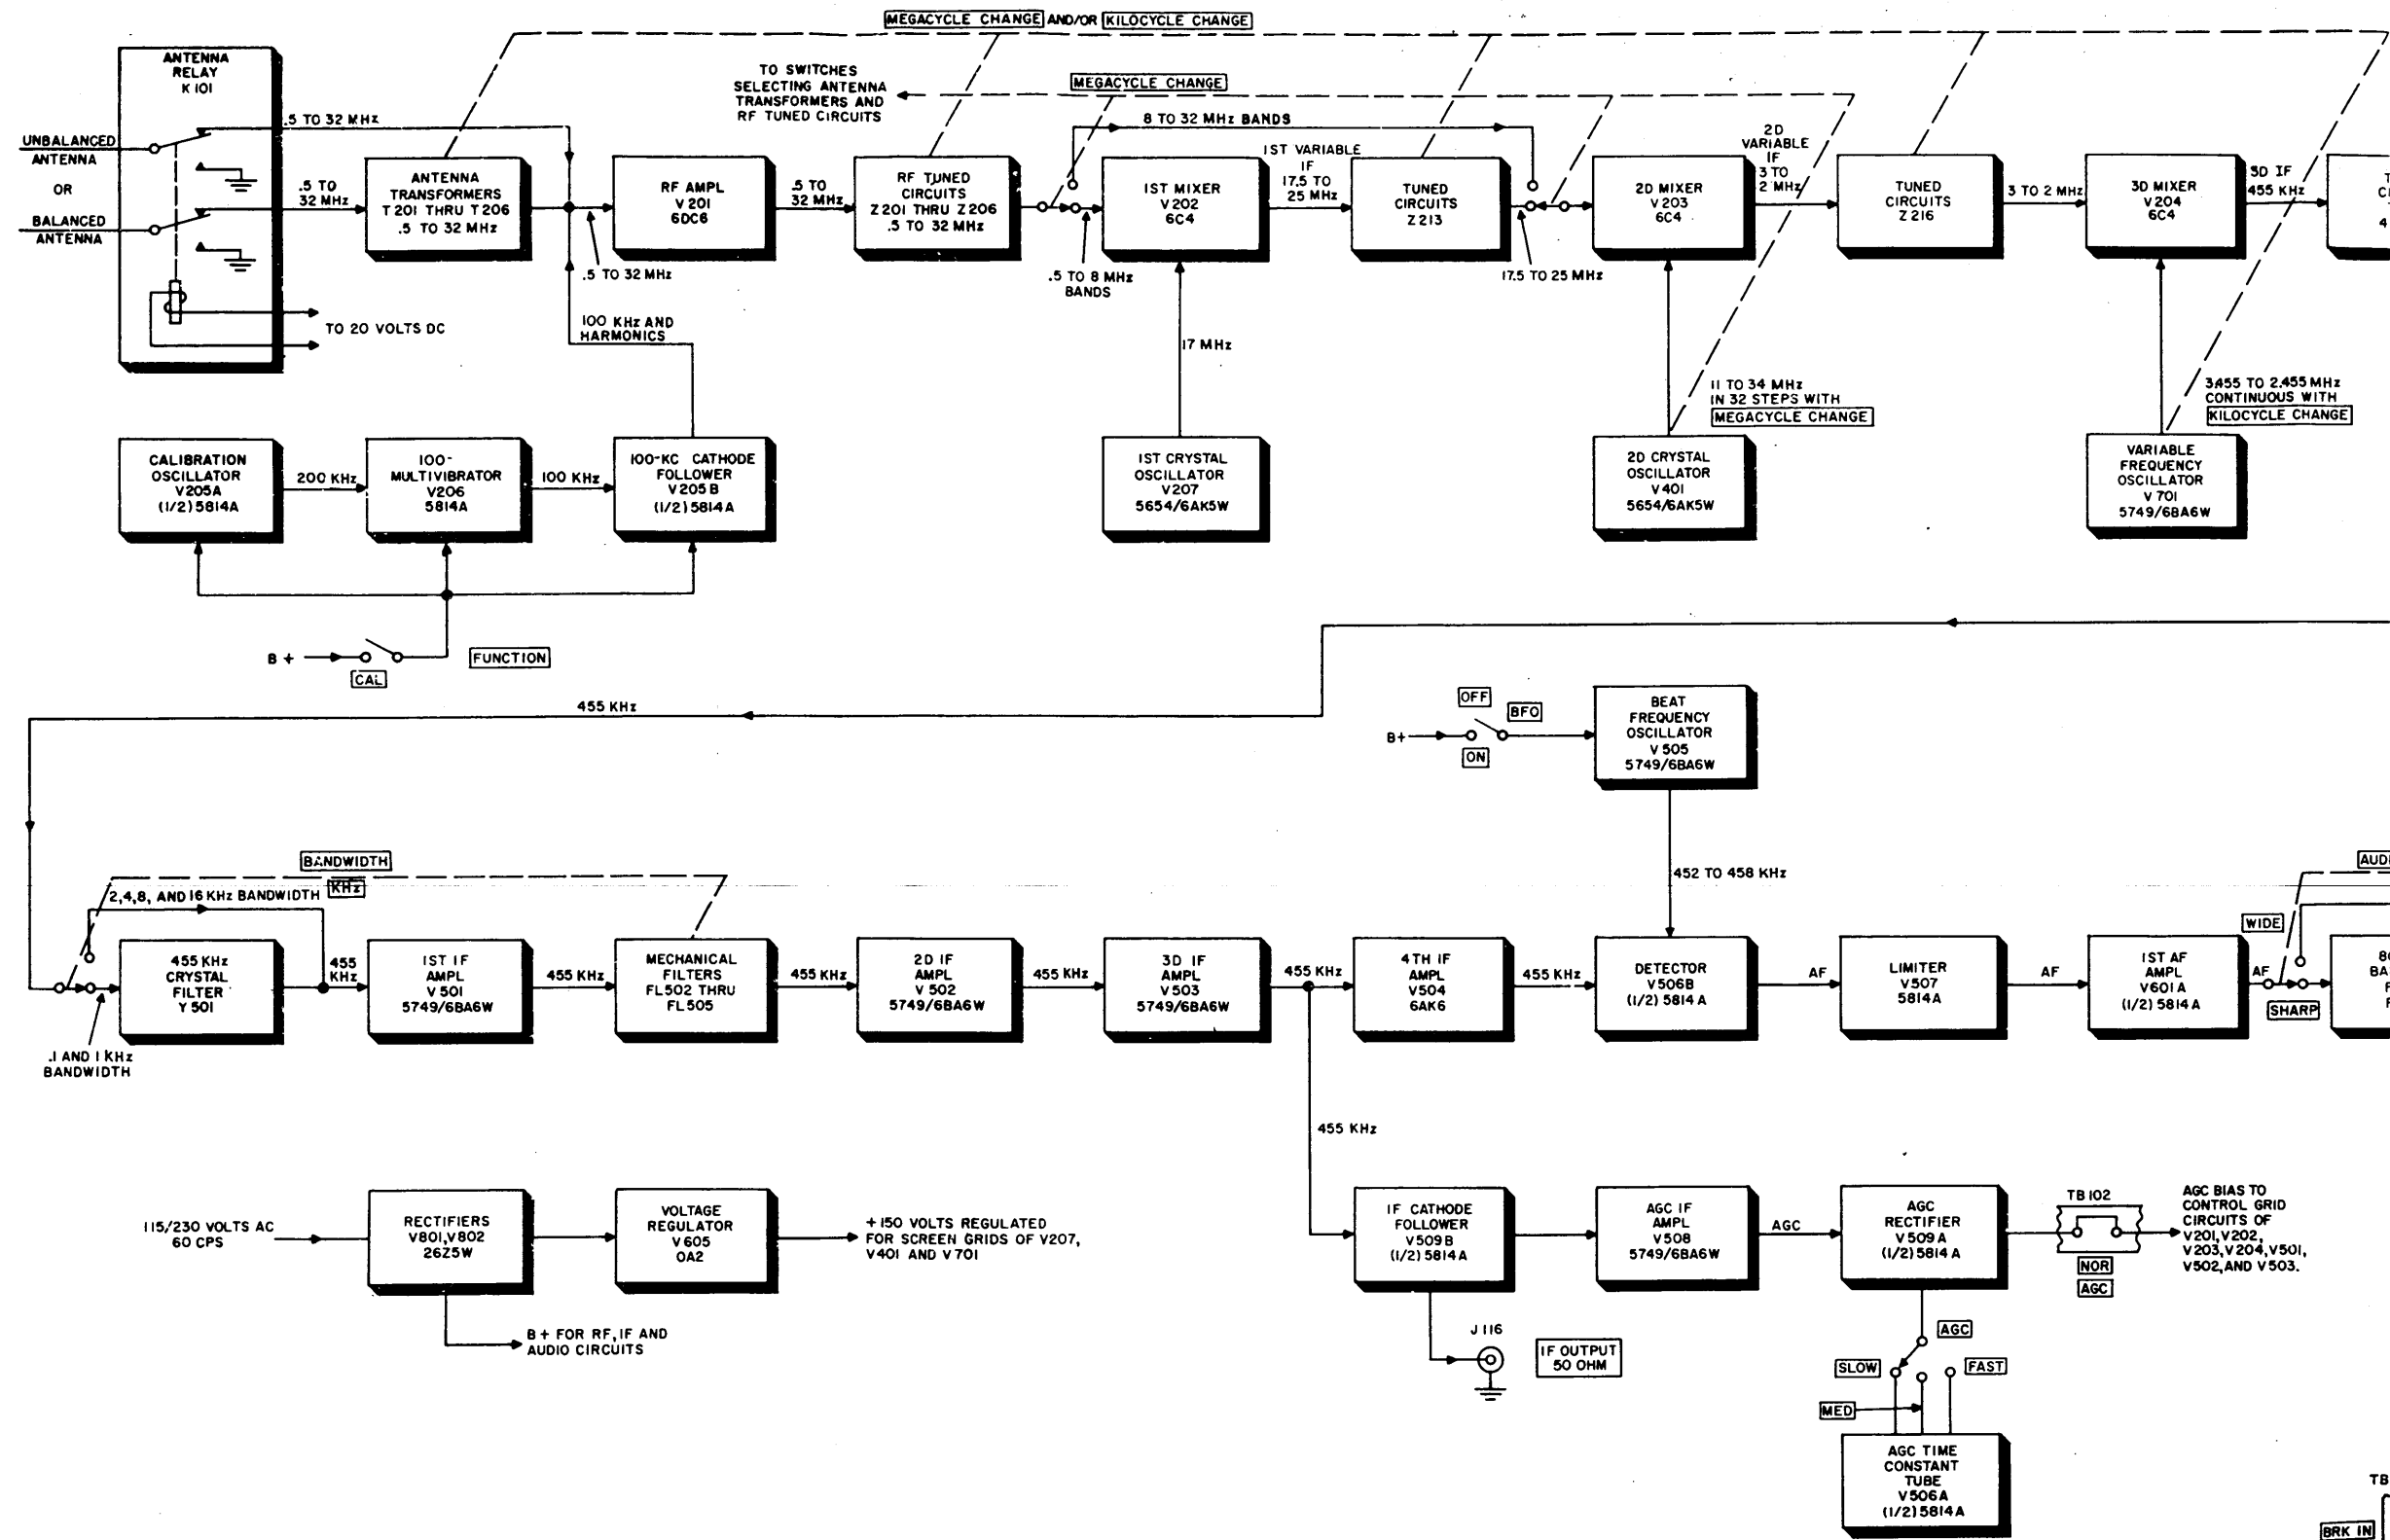 MEGACYCLE CHANGE AND/OR KILOCYCLE CHANGE
ANTENNA
RELAY
K 101
UNBALANCED
ANTENNA
OR
BALANCED
ANTENNA
.5 TO 32 MHz
.5 TO
32 MHz
TO 20 VOLTS DC
ANTENNA
TRANSFORMERS
T 201 THRU T 206
.5 TO 32 MHz
.5 TO 32 MHz
100 KHz AND
HARMONICS
RF AMPL
V 201
6DC6
.5 TO
32 MHz
TO SWITCHES
SELECTING ANTENNA
TRANSFORMERS AND
RF TUNED CIRCUITS
MEGACYCLE CHANGE
RF TUNED
CIRCUITS
Z 201 THRU Z 206
.5 TO 32 MHz
8 TO 32 MHz BANDS
.5 TO 8 MHz
BANDS
1ST MIXER
V 202
6C4
17 MHz
1ST VARIABLE
IF
17.5 TO
25 MHz
TUNED
CIRCUITS
Z 213
17.5 TO 25 MHz
2D MIXER
V 203
6C4
2D
VARIABLE
IF
3 TO
2 MHz
TUNED
CIRCUITS
Z 216
3 TO 2 MHz
3D MIXER
V 204
6C4
3D IF
455 KHz
T
C
4
11 TO 34 MHz
IN 32 STEPS WITH
MEGACYCLE CHANGE
3.455 TO 2.455 MHz
CONTINUOUS WITH
KILOCYCLE CHANGE
CALIBRATION
OSCILLATOR
V205A
(1/2) 5814A
200 KHz
100-
MULTIVIBRATOR
V206
5814A
100 KHz
100-KC CATHODE
FOLLOWER
V 205 B
(1/2) 5814 A
1ST CRYSTAL
OSCILLATOR
V207
5654/6AK5W
2D CRYSTAL
OSCILLATOR
V 401
5654/6AK5W
VARIABLE
FREQUENCY
OSCILLATOR
V 701
5749/6BA6W
B +
CAL
FUNCTION
455 KHz
OFF
BFO
B+
ON
BEAT
FREQUENCY
OSCILLATOR
V 505
5749/6BA6W
452 TO 458 KHz
BANDWIDTH
KHz
2,4,8, AND 16 KHz BANDWIDTH
.1 AND 1 KHz
BANDWIDTH
455 KHz
CRYSTAL
FILTER
Y 501
455
KHz
1ST IF
AMPL
V 501
5749/6BA6W
455 KHz
MECHANICAL
FILTERS
FL502 THRU
FL505
455 KHz
2D IF
AMPL
V 502
5749/6BA6W
455 KHz
3D IF
AMPL
V 503
5749/6BA6W
455 KHz
4TH IF
AMPL
V 504
6AK6
455 KHz
DETECTOR
V506B
(1/2) 5814 A
AF
LIMITER
V 507
5814A
AF
1ST AF
AMPL
V601 A
(1/2) 5814 A
AF
WIDE
SHARP
AUD
BA
F
F
455 KHz
115/230 VOLTS AC
60 CPS
RECTIFIERS
V801,V802
26Z5W
VOLTAGE
REGULATOR
V 605
OA2
+150 VOLTS REGULATED
FOR SCREEN GRIDS OF V207,
V401 AND V 701
B + FOR RF, IF AND
AUDIO CIRCUITS
IF CATHODE
FOLLOWER
V 509 B
(1/2) 5814 A
J 116
IF OUTPUT
50 OHM
AGC IF
AMPL
V 508
5749/6BA6W
AGC
AGC
RECTIFIER
V 509 A
(1/2) 5814 A
TB 102
NOR
AGC
AGC BIAS TO
CONTROL GRID
CIRCUITS OF
V201,V202,
V203,V204,V501,
V502,AND V503.
AGC
SLOW
FAST
MED
AGC TIME
CONSTANT
TUBE
V506A
(1/2) 5814A
TB
BRK IN